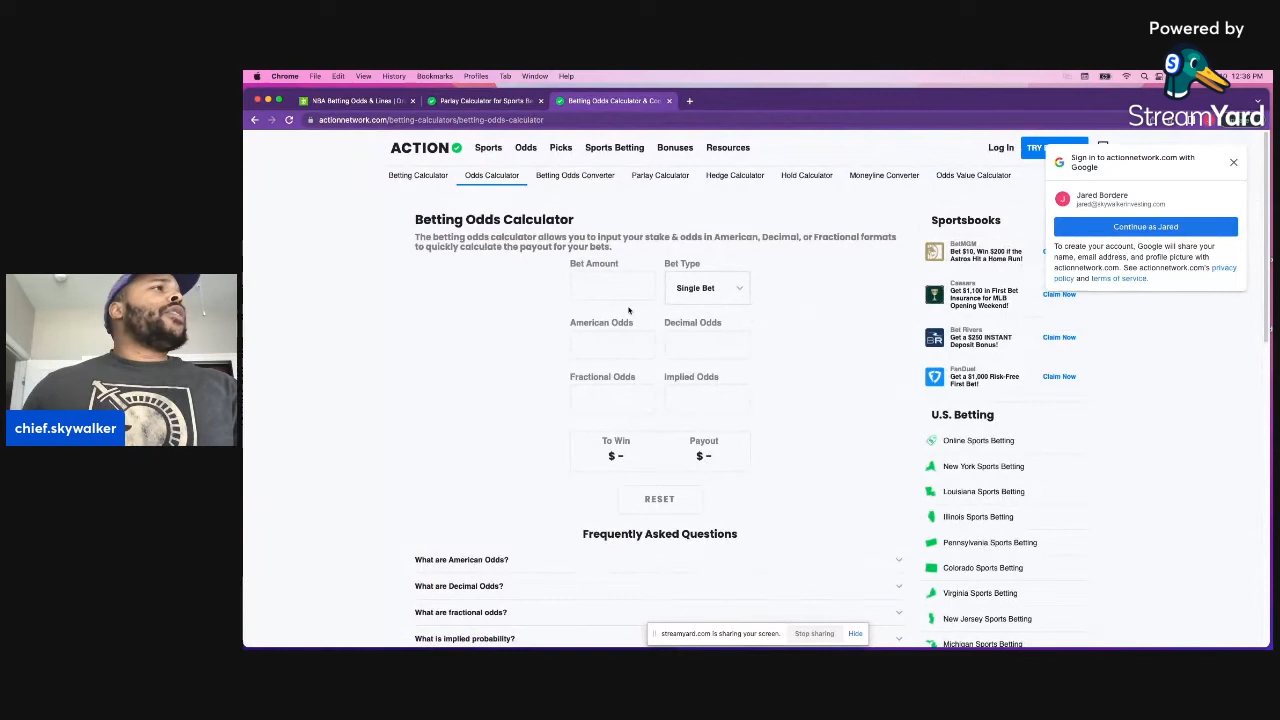 Powered by
StreamYard
Chrome File Edit View History Bookmarks Profiles Tab Window Help
12:36 PM
NBA Betting Odds & Lines | D
Parlay Calculator for Sports Be
Betting Odds Calculator & Co
actionnetwork.com/betting-calculators/betting-odds-calculator
ACTION Sports Odds Picks Sports Betting Bonuses Resources Log In TRY
Betting Calculator Odds Calculator Betting Odds Converter Parlay Calculator Hedge Calculator Hold Calculator Moneyline Converter Odds Value Calculator
Sign in to actionnetwork.com with
Google
Jared Bordere
jared@skywalkerinvesting.com
Continue as Jared
To create your account, Google will share your
name, email address, and profile picture with
actionnetwork.com. See actionnetwork.com's privacy
policy and terms of service.
Betting Odds Calculator
The betting odds calculator allows you to input your stake & odds in American, Decimal, or Fractional formats
to quickly calculate the payout for your bets.
Bet Amount Bet Type
Single Bet
American Odds Decimal Odds
Fractional Odds Implied Odds
To Win Payout
$ - $ -
RESET
Frequently Asked Questions
What are American Odds?
What are Decimal Odds?
What are fractional odds?
What is implied probability?
Sportsbooks
BetMGM
Bet $10, Win $200 if the
Astros Hit a Home Run!
Caesars
Get $1,100 in First Bet
Insurance for MLB
Opening Weekend!
Claim Now
Bet Rivers
Get a $250 INSTANT
Deposit Bonus!
Claim Now
FanDuel
Get a $1,000 Risk-Free
First Bet!
Claim Now
U.S. Betting
Online Sports Betting
New York Sports Betting
Louisiana Sports Betting
Illinois Sports Betting
Pennsylvania Sports Betting
Colorado Sports Betting
Virginia Sports Betting
New Jersey Sports Betting
Michigan Sports Betting
streamyard.com is sharing your screen. Stop sharing Hide
chief.skywalker